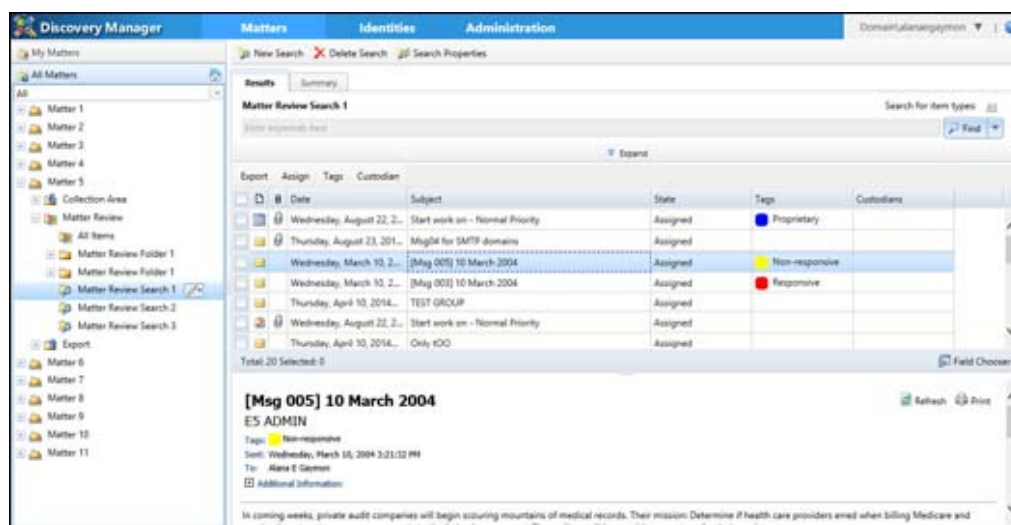 Discovery Manager
Matters Identities Administration
Domain\alanaegaymon
My Matters
New Search Delete Search Search Properties
All Matters
All
Matter 1
Matter 2
Matter 3
Matter 4
Matter 5
Collection Area
Matter Review
All Items
Matter Review Folder 1
Matter Review Folder 1
Matter Review Search 1
Matter Review Search 2
Matter Review Search 3
Export
Matter 6
Matter 7
Matter 8
Matter 9
Matter 10
Matter 11
Results Summary
Matter Review Search 1 Search for item types: All
Enter keywords here Find
Expand
Export Assign Tags Custodian
Date Subject State Tags Custodians
Wednesday, August 22, 2... Start work on - Normal Priority Assigned Proprietary
Thursday, August 23, 201... Msg04 for SMTP domains Assigned
Wednesday, March 10, 2... [Msg 005] 10 March 2004 Assigned Non-responsive
Wednesday, March 10, 2... [Msg 003] 10 March 2004 Assigned Responsive
Thursday, April 10, 2014... TEST GROUP Assigned
Wednesday, August 22, 2... Start work on - Normal Priority Assigned
Thursday, April 10, 2014... Only tOO Assigned
Total: 20 Selected: 0 Field Chooser
[Msg 005] 10 March 2004 Refresh Print
E5 ADMIN
Tags: Non-responsive
Sent: Wednesday, March 10, 2004 3:21:32 PM
To: Alana E Gaymon
Additional Information:
In coming weeks, private audit companies will begin scouring mountains of medical records. Their mission: Determine if health care providers erred when billing Medicare and